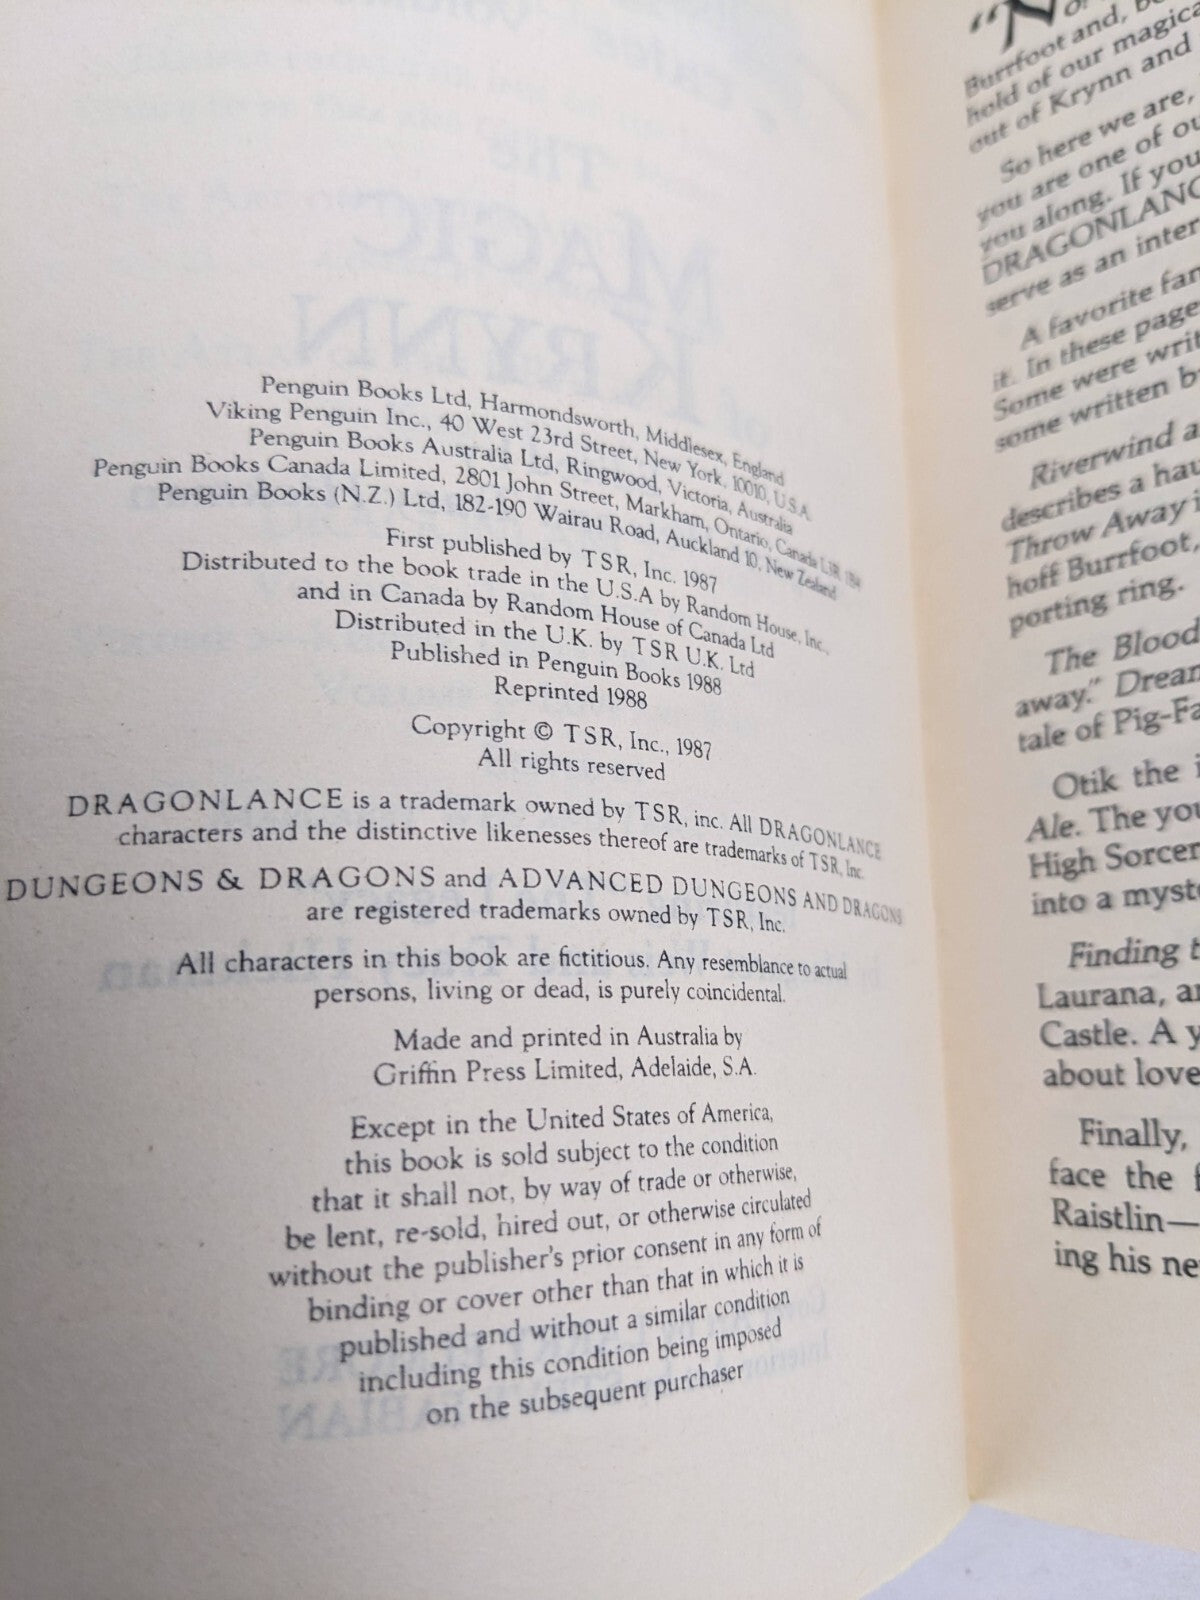 Penguin Books Ltd, Harmondsworth, Middlesex, England
Viking Penguin Inc., 40 West 23rd Street, New York, 10010, U.S.A.
Penguin Books Australia Ltd, Ringwood, Victoria, Australia
Penguin Books Canada Limited, 2801 John Street, Markham, Ontario, Canada L3R 1B4
Penguin Books (N.Z.) Ltd, 182-190 Wairau Road, Auckland 10, New Zealand
First published by TSR, Inc. 1987
Distributed to the book trade in the U.S.A by Random House, Inc.,
and in Canada by Random House of Canada Ltd
Distributed in the U.K. by TSR U.K. Ltd
Published in Penguin Books 1988
Reprinted 1988
Copyright © TSR, Inc., 1987
All rights reserved
DRAGONLANCE is a trademark owned by TSR, inc. All DRAGONLANCE
characters and the distinctive likenesses thereof are trademarks of TSR, Inc.
DUNGEONS & DRAGONS and ADVANCED DUNGEONS AND DRAGONS
are registered trademarks owned by TSR, Inc.
All characters in this book are fictitious. Any resemblance to actual
persons, living or dead, is purely coincidental.
Made and printed in Australia by
Griffin Press Limited, Adelaide, S.A.
Except in the United States of America,
this book is sold subject to the condition
that it shall not, by way of trade or otherwise,
be lent, re-sold, hired out, or otherwise circulated
without the publisher's prior consent in any form of
binding or cover other than that in which it is
published and without a similar condition
including this condition being imposed
on the subsequent purchaser
Burrfoot and,
hold of our magica
out of Krynn and
So here we are,
you are one of ou
you along. If you
DRAGONLANC
serve as an inter
A favorite fan
it. In these page
Some were writ
some written b
Riverwind a
describes a hau
Throw Away
hoff Burrfoot,
porting ring.
The Blood
away." Drean
tale of Pig-Fa
Otik the i
Ale. The you
High Sorcer
into a myste
Finding t
Laurana, an
Castle. A y
about love
Finally,
face the f
Raistlin—
ing his ne